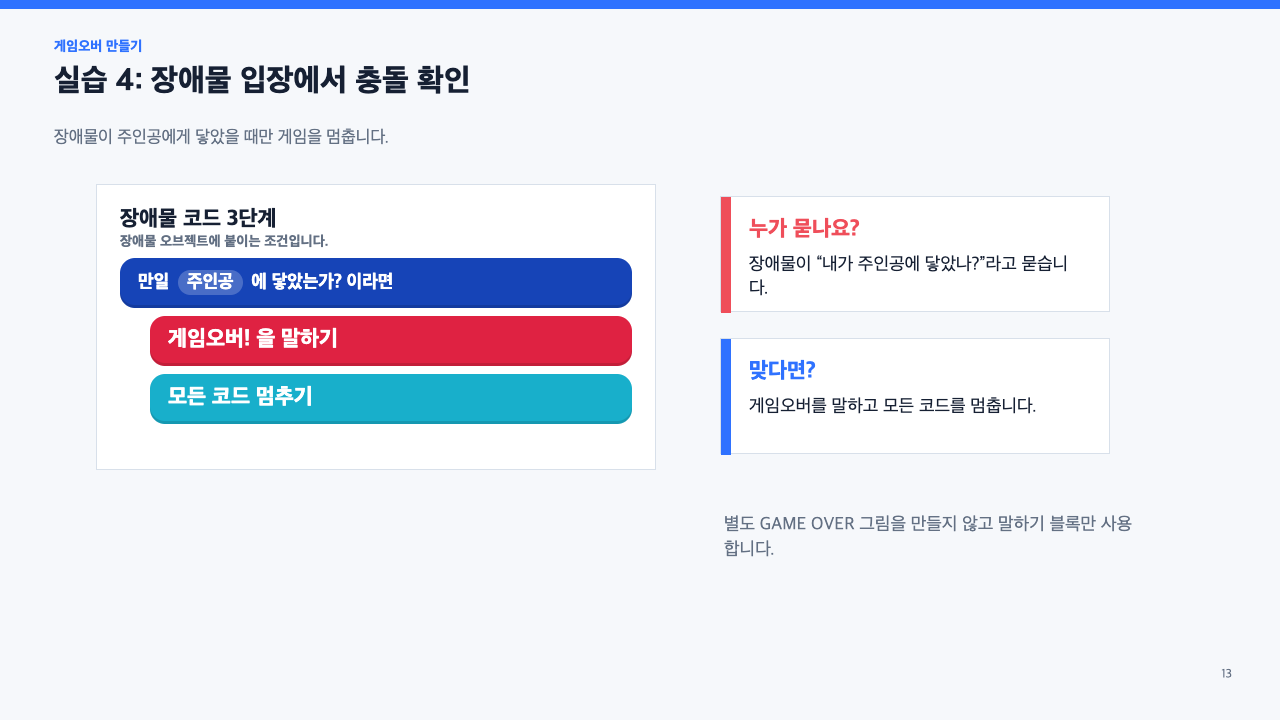 게임오버 만들기
실습 4: 장애물 입장에서 충돌 확인
장애물이 주인공에게 닿았을 때만 게임을 멈춥니다.
장애물 코드 3단계
장애물 오브젝트에 붙이는 조건입니다.
만일 주인공 에 닿았는가? 이라면
게임오버! 을 말하기
모든 코드 멈추기
누가 묻나요?
장애물이 “내가 주인공에 닿았나?”라고 묻습니
다.
맞다면?
게임오버를 말하고 모든 코드를 멈춥니다.
별도 GAME OVER 그림을 만들지 않고 말하기 블록만 사용
합니다.
13